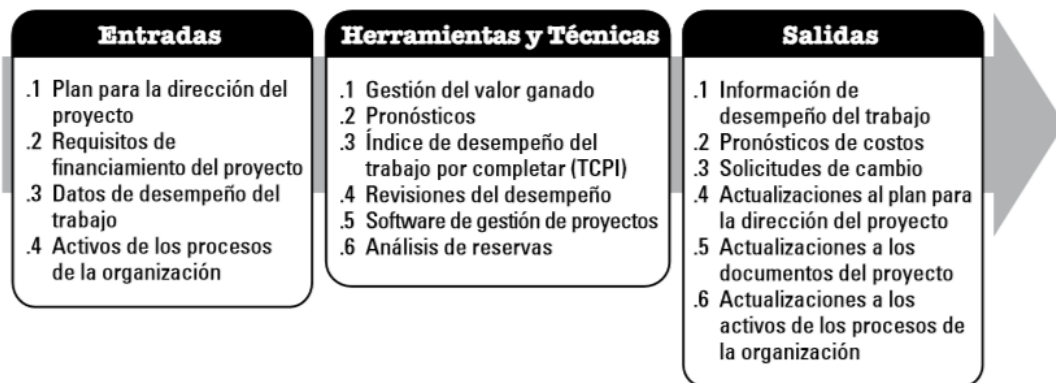 Entradas
.1 Plan para la dirección del
proyecto
.2 Requisitos de
financiamiento del proyecto
.3 Datos de desempeño del
trabajo
.4 Activos de los procesos
de la organización
Herramientas y Técnicas
.1 Gestión del valor ganado
.2 Pronósticos
.3 Índice de desempeño del
trabajo por completar (TCPI)
.4 Revisiones del desempeño
.5 Software de gestión de proyectos
.6 Análisis de reservas
Salidas
.1 Información de
desempeño del trabajo
.2 Pronósticos de costos
.3 Solicitudes de cambio
.4 Actualizaciones al plan para
la dirección del proyecto
.5 Actualizaciones a los
documentos del proyecto
.6 Actualizaciones a los
activos de los procesos de
la organización